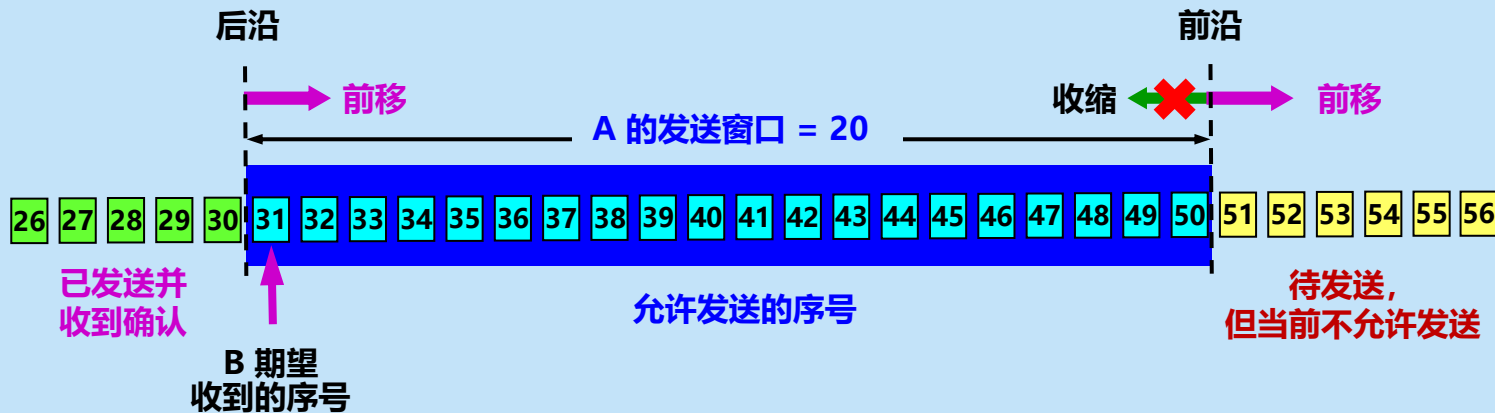 后沿
前沿
前移
收缩
前移
A 的发送窗口 = 20
26 27 28 29 30 31 32 33 34 35 36 37 38 39 40 41 42 43 44 45 46 47 48 49 50 51 52 53 54 55 56
已发送并
收到确认
允许发送的序号
待发送，
但当前不允许发送
B 期望
收到的序号